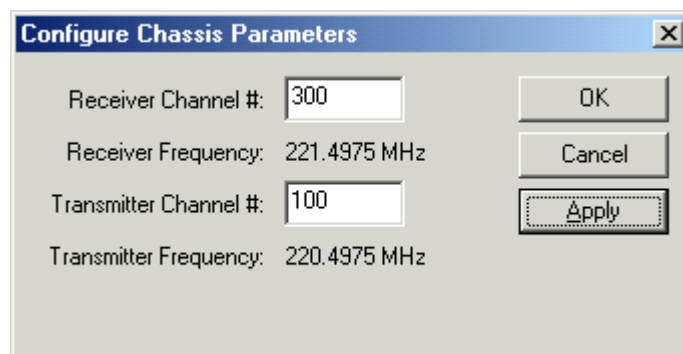 Configure Chassis Parameters
Receiver Channel #: 300
OK
Receiver Frequency: 221.4975 MHz
Cancel
Transmitter Channel #: 100
Apply
Transmitter Frequency: 220.4975 MHz